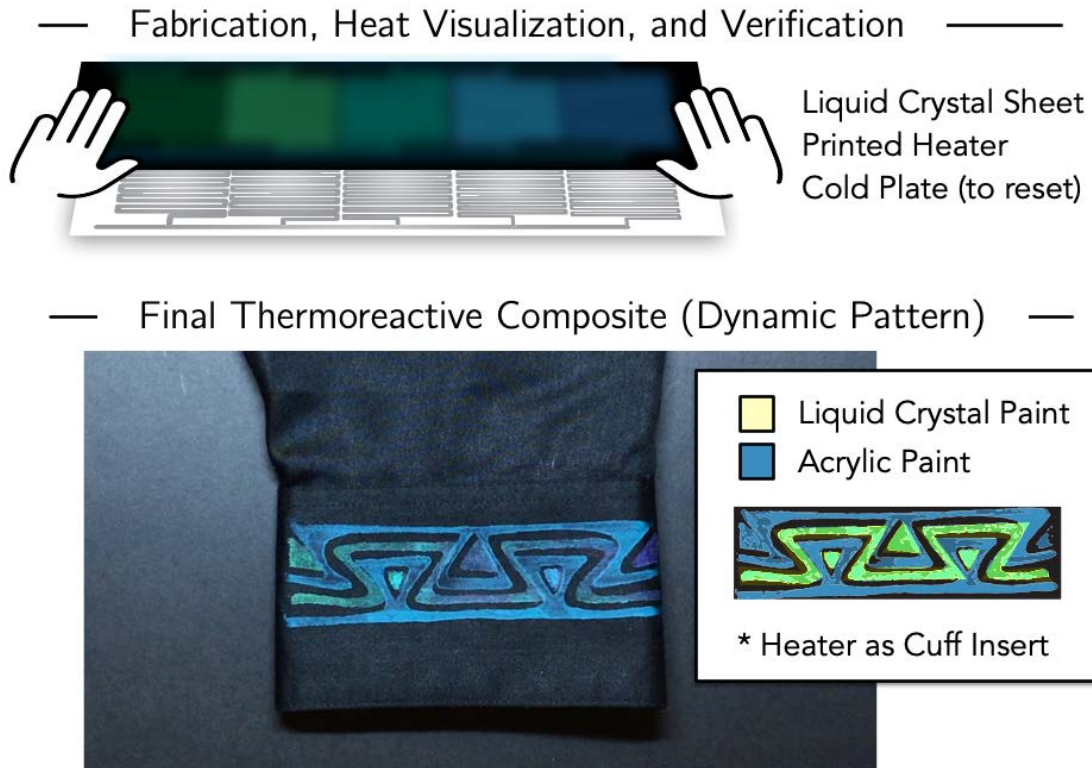 Fabrication, Heat Visualization, and Verification
Liquid Crystal Sheet
Printed Heater
Cold Plate (to reset)
Final Thermoreactive Composite (Dynamic Pattern)
Liquid Crystal Paint
Acrylic Paint
* Heater as Cuff Insert